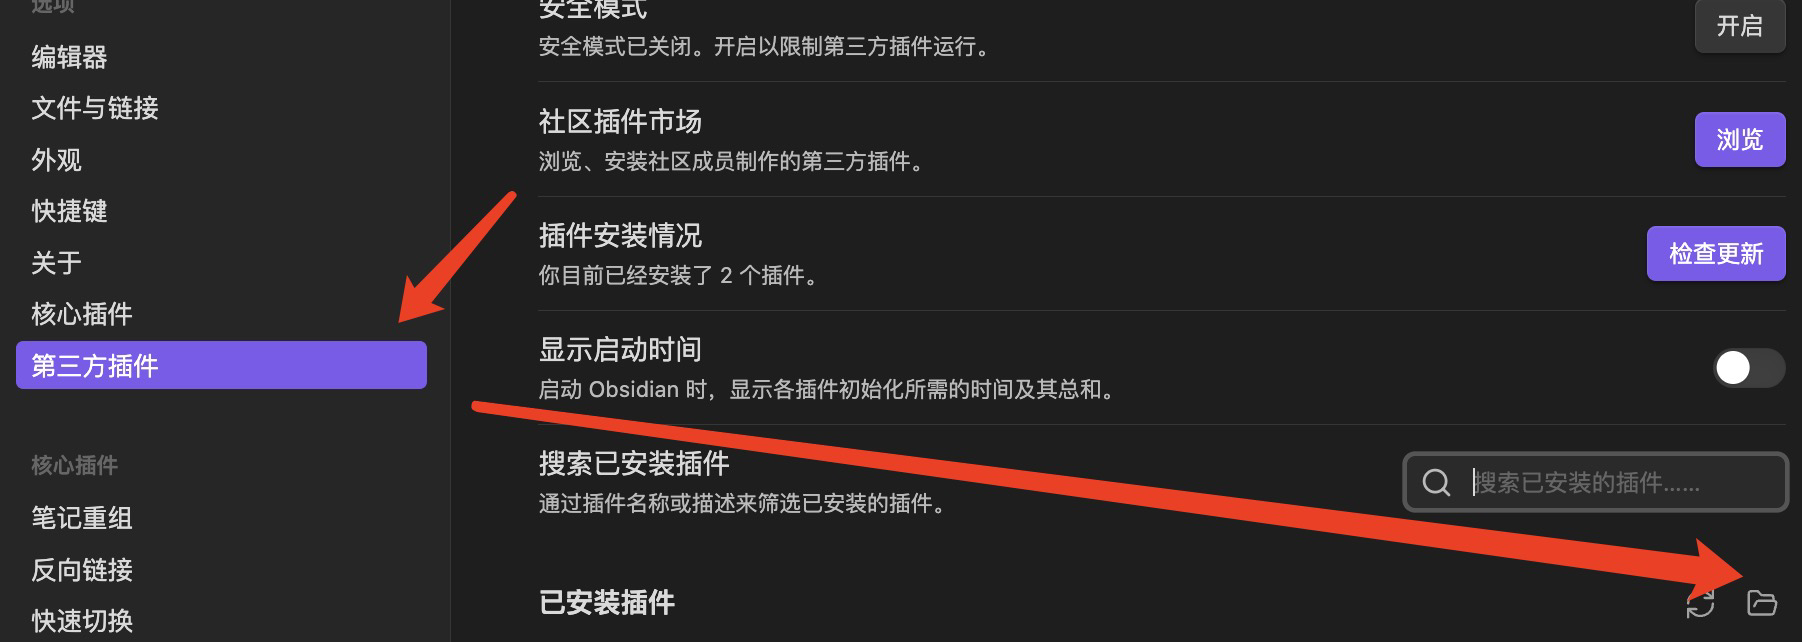 选项
编辑器
文件与链接
外观
快捷键
关于
核心插件
第三方插件
核心插件
笔记重组
反向链接
快速切换
安全模式
安全模式已关闭。开启以限制第三方插件运行。
开启
社区插件市场
浏览、安装社区成员制作的第三方插件。
浏览
插件安装情况
你目前已经安装了 2 个插件。
检查更新
显示启动时间
启动 Obsidian 时，显示各插件初始化所需的时间及其总和。
搜索已安装插件
通过插件名称或描述来筛选已安装的插件。
搜索已安装的插件……
已安装插件